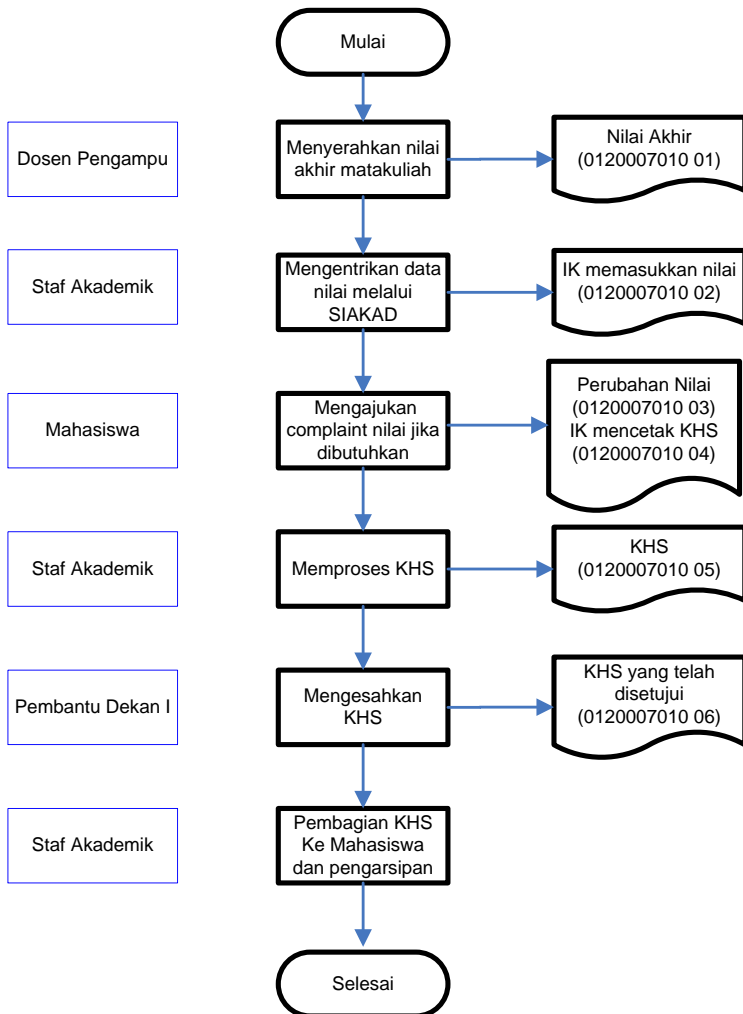 Mulai
Dosen Pengampu
Menyerahkan nilai
akhir matakuliah
Nilai Akhir
(0120007010 01)
Staf Akademik
Mengentrikan data
nilai melalui
SIAKAD
IK memasukkan nilai
(0120007010 02)
Mahasiswa
Mengajukan
complaint nilai jika
dibutuhkan
Perubahan Nilai
(0120007010 03)
IK mencetak KHS
(0120007010 04)
Staf Akademik
Memproses KHS
KHS
(0120007010 05)
Pembantu Dekan I
Mengesahkan
KHS
KHS yang telah
disetujui
(0120007010 06)
Staf Akademik
Pembagian KHS
Ke Mahasiswa
dan pengarsipan
Selesai